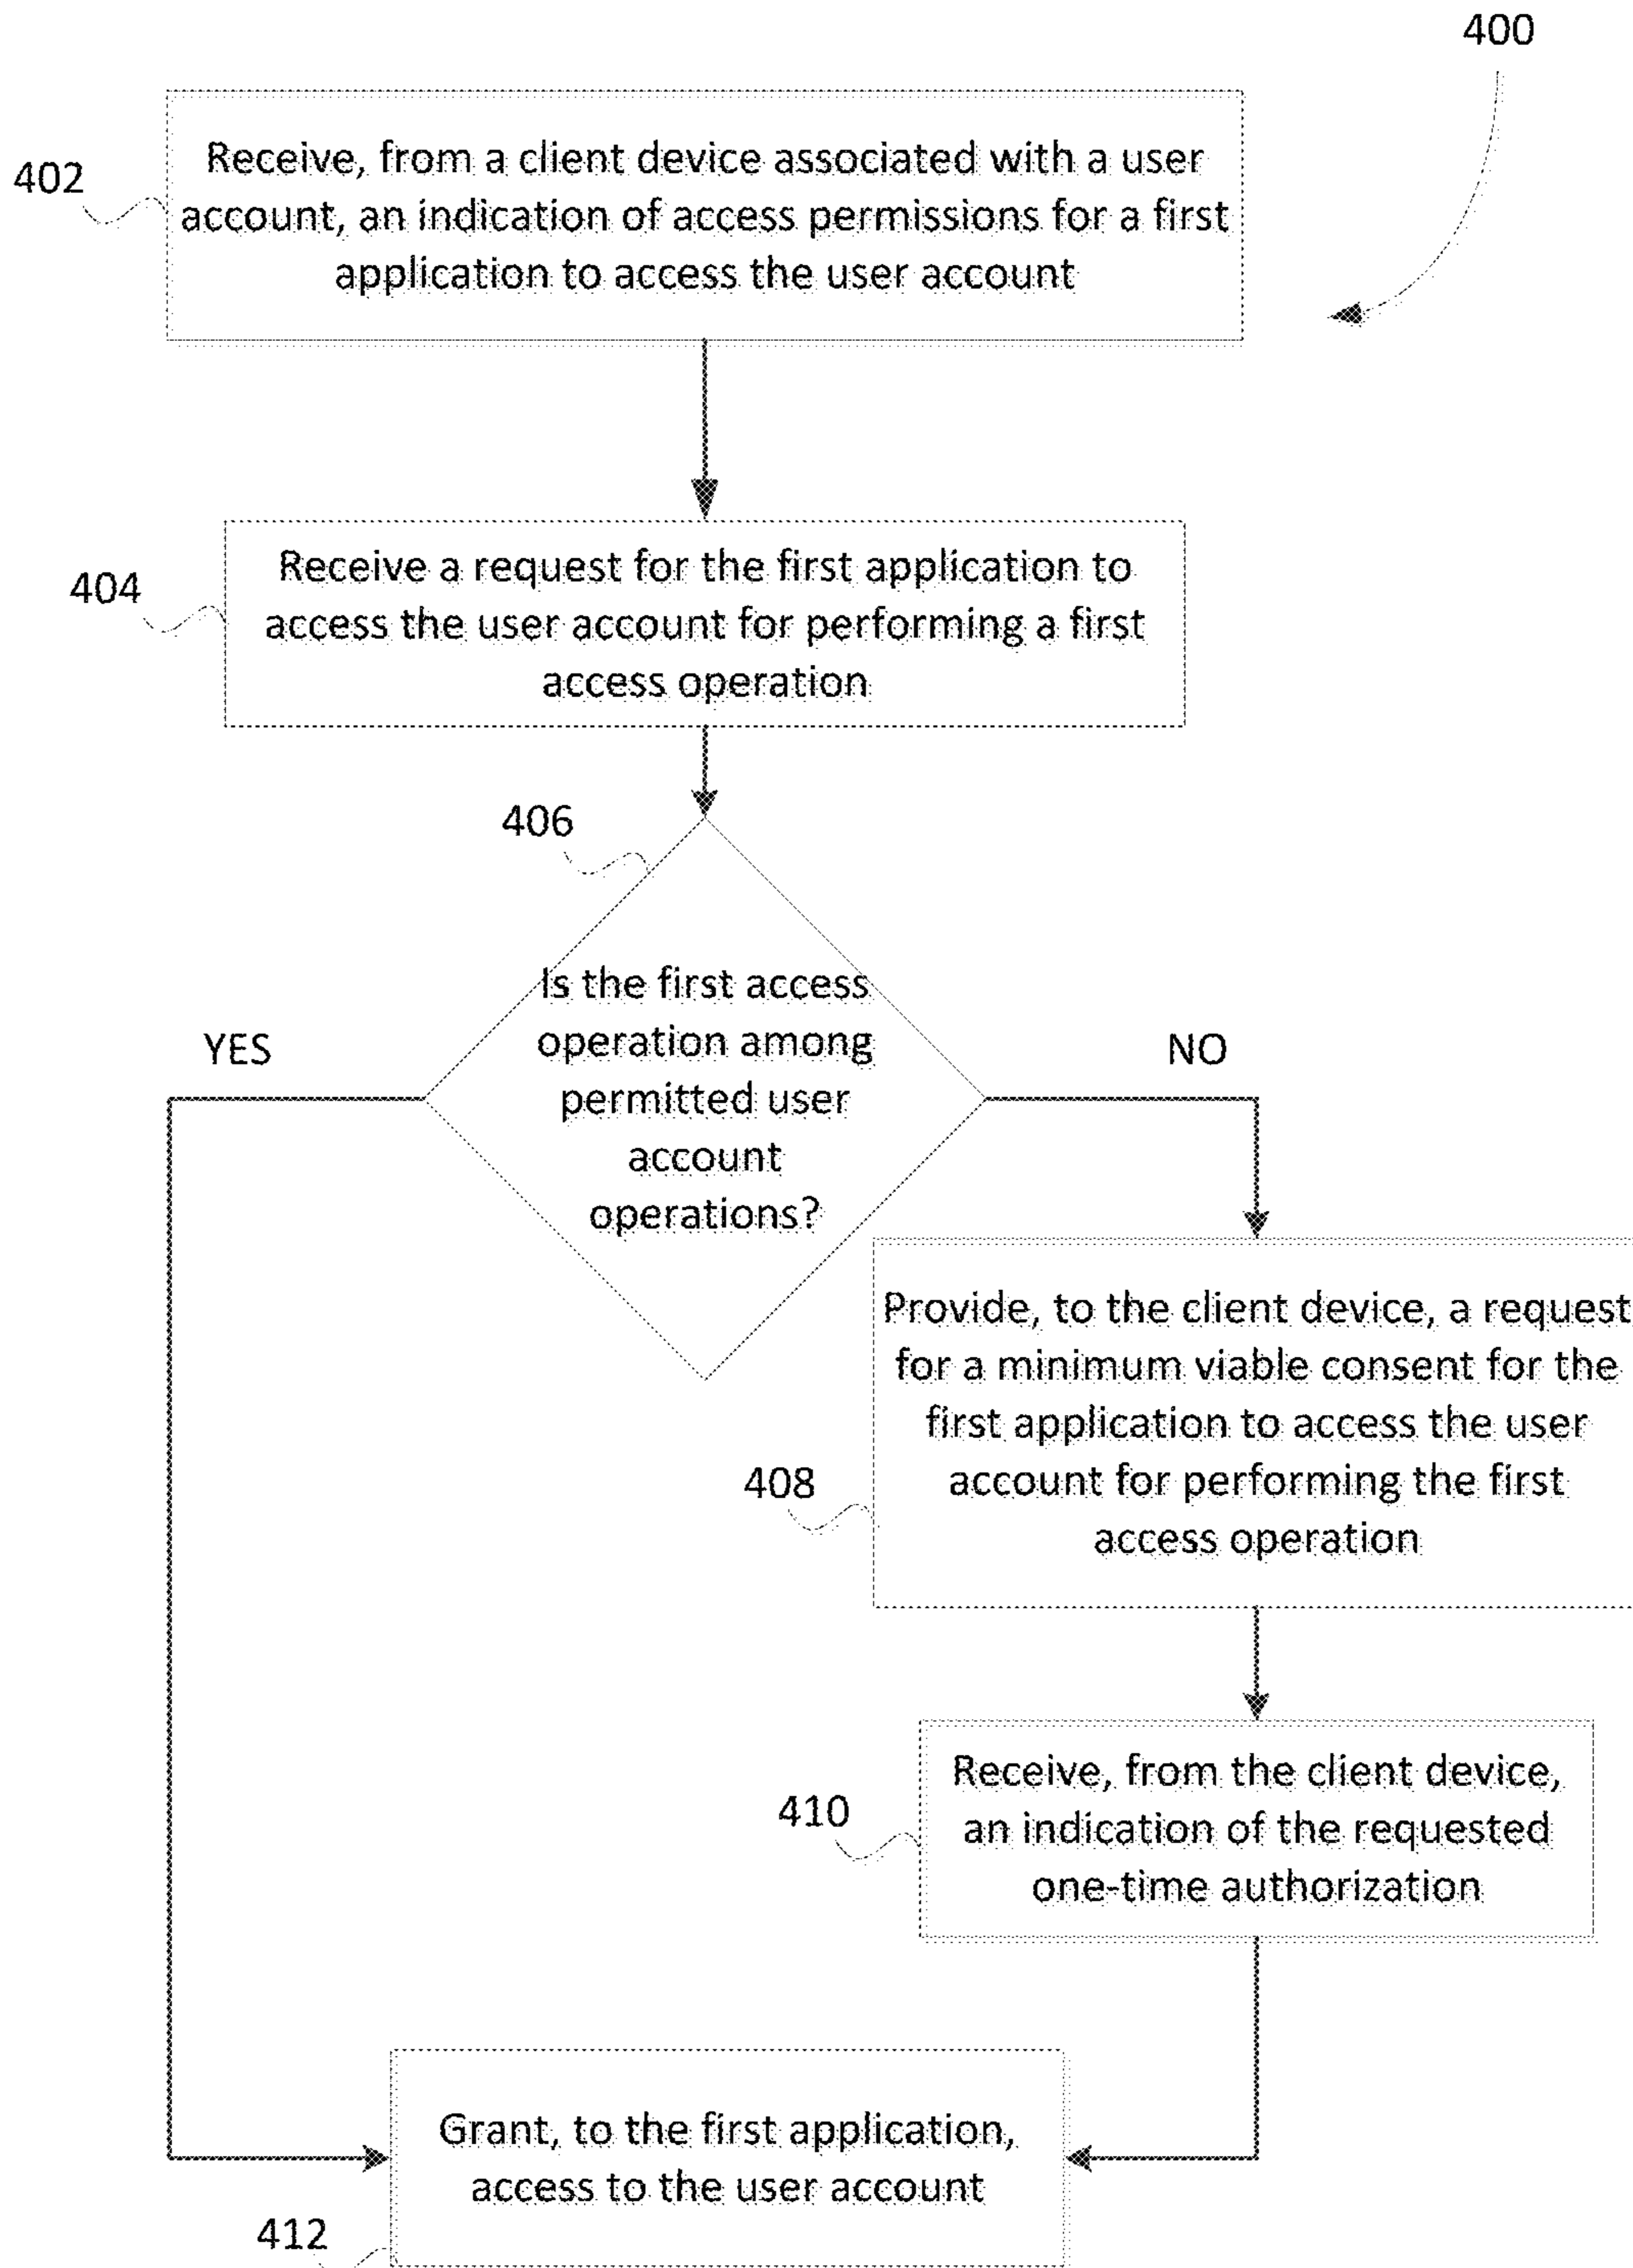 400
402
Receive, from a client device associated with a user
account, an indication of access permissions for a first
application to access the user account
404
Receive a request for the first application to
access the user account for performing a first
access operation
406
Is the first access
operation among
permitted user
account
operations?
YES
NO
408
Provide, to the client device, a request
for a minimum viable consent for the
first application to access the user
account for performing the first
access operation
410
Receive, from the client device,
an indication of the requested
one-time authorization
Grant, to the first application,
access to the user account
412